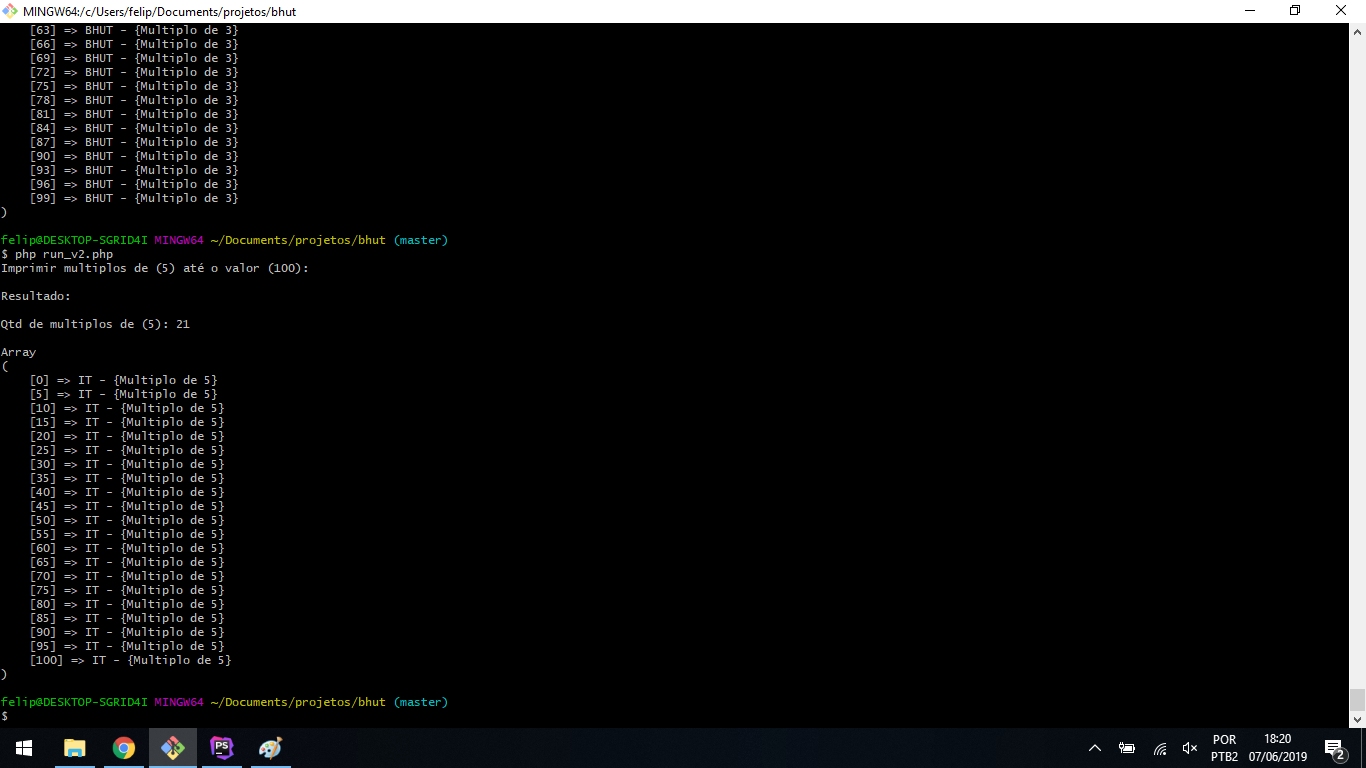 MINGW64:/c/Users/felip/Documents/projetos/bhut
[63] => BHUT - {Multiplo de 3}
[66] => BHUT - {Multiplo de 3}
[69] => BHUT - {Multiplo de 3}
[72] => BHUT - {Multiplo de 3}
[75] => BHUT - {Multiplo de 3}
[78] => BHUT - {Multiplo de 3}
[81] => BHUT - {Multiplo de 3}
[84] => BHUT - {Multiplo de 3}
[87] => BHUT - {Multiplo de 3}
[90] => BHUT - {Multiplo de 3}
[93] => BHUT - {Multiplo de 3}
[96] => BHUT - {Multiplo de 3}
[99] => BHUT - {Multiplo de 3}
)
felip@DESKTOP-SGRID4I MINGW64 ~/Documents/projetos/bhut (master)
$ php run_v2.php
Imprimir multiplos de (5) até o valor (100):
Resultado:
Qtd de multiplos de (5): 21
Array
(
[0] => IT - {Multiplo de 5}
[5] => IT - {Multiplo de 5}
[10] => IT - {Multiplo de 5}
[15] => IT - {Multiplo de 5}
[20] => IT - {Multiplo de 5}
[25] => IT - {Multiplo de 5}
[30] => IT - {Multiplo de 5}
[35] => IT - {Multiplo de 5}
[40] => IT - {Multiplo de 5}
[45] => IT - {Multiplo de 5}
[50] => IT - {Multiplo de 5}
[55] => IT - {Multiplo de 5}
[60] => IT - {Multiplo de 5}
[65] => IT - {Multiplo de 5}
[70] => IT - {Multiplo de 5}
[75] => IT - {Multiplo de 5}
[80] => IT - {Multiplo de 5}
[85] => IT - {Multiplo de 5}
[90] => IT - {Multiplo de 5}
[95] => IT - {Multiplo de 5}
[100] => IT - {Multiplo de 5}
)
felip@DESKTOP-SGRID4I MINGW64 ~/Documents/projetos/bhut (master)
$
PS
POR
PTB2
18:20
07/06/2019
2